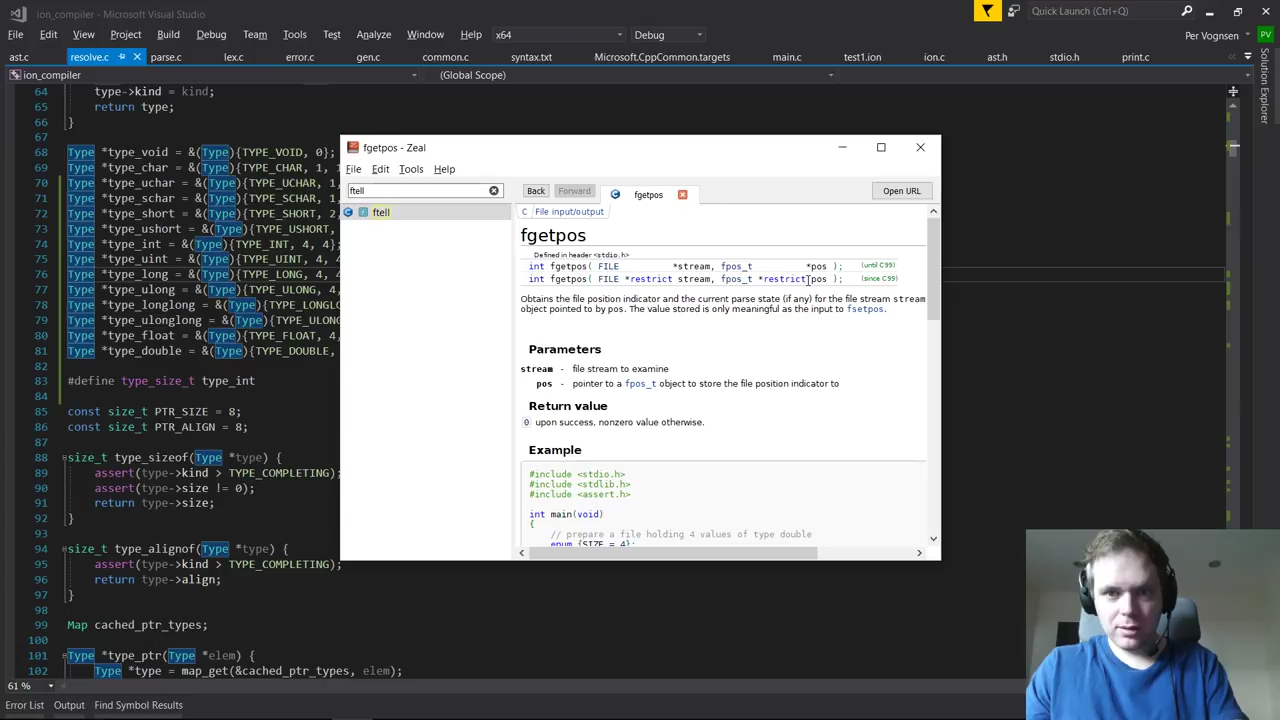 ion_compiler - Microsoft Visual Studio
Quick Launch (Ctrl+Q)
File Edit View Project Build Debug Team Tools Test Analyze Window Help x64 Debug
Per Vognsen PV
ast.c resolve.c parse.c lex.c error.c gen.c common.c syntax.txt Microsoft.CppCommon.targets main.c test1.ion ion.c ast.h stdio.h print.c
ion_compiler (Global Scope)
Solution Explorer
64 type->kind = kind;
65 return type;
66 }
67
68 Type *type_void = &(Type){TYPE_VOID, 0};
69 Type *type_char = &(Type){TYPE_CHAR, 1, 1
70 Type *type_uchar = &(Type){TYPE_UCHAR, 1,
71 Type *type_schar = &(Type){TYPE_SCHAR, 1,
72 Type *type_short = &(Type){TYPE_SHORT, 2,
73 Type *type_ushort = &(Type){TYPE_USHORT,
74 Type *type_int = &(Type){TYPE_INT, 4, 4};
75 Type *type_uint = &(Type){TYPE_UINT, 4, 4
76 Type *type_long = &(Type){TYPE_LONG, 4, 4
77 Type *type_ulong = &(Type){TYPE_ULONG, 4,
78 Type *type_longlong = &(Type){TYPE_LONGLO
79 Type *type_ulonglong = &(Type){TYPE_ULONG
80 Type *type_float = &(Type){TYPE_FLOAT, 4,
81 Type *type_double = &(Type){TYPE_DOUBLE,
82
83 #define type_size_t type_int
84
85 const size_t PTR_SIZE = 8;
86 const size_t PTR_ALIGN = 8;
87
88 size_t type_sizeof(Type *type) {
89 assert(type->kind > TYPE_COMPLETING);
90 assert(type->size != 0);
91 return type->size;
92 }
93
94 size_t type_alignof(Type *type) {
95 assert(type->kind > TYPE_COMPLETING);
96 return type->align;
97 }
98
99 Map cached_ptr_types;
100
101 Type *type_ptr(Type *elem) {
102 Type *type = map_get(&cached_ptr_types, elem);
61 %
Error List Output Find Symbol Results
fgetpos - Zeal
File Edit Tools Help
ftell
Back Forward C fgetpos Open URL
C f ftell
C File input/output
fgetpos
Defined in header <stdio.h>
int fgetpos( FILE *stream, fpos_t *pos ); (until C99)
int fgetpos( FILE *restrict stream, fpos_t *restrict pos ); (since C99)
Obtains the file position indicator and the current parse state (if any) for the file stream stream
object pointed to by pos. The value stored is only meaningful as the input to fsetpos.
Parameters
stream - file stream to examine
pos - pointer to a fpos_t object to store the file position indicator to
Return value
0 upon success, nonzero value otherwise.
Example
#include <stdio.h>
#include <stdlib.h>
#include <assert.h>
int main(void)
{
// prepare a file holding 4 values of type double
enum {SIZE = 4};